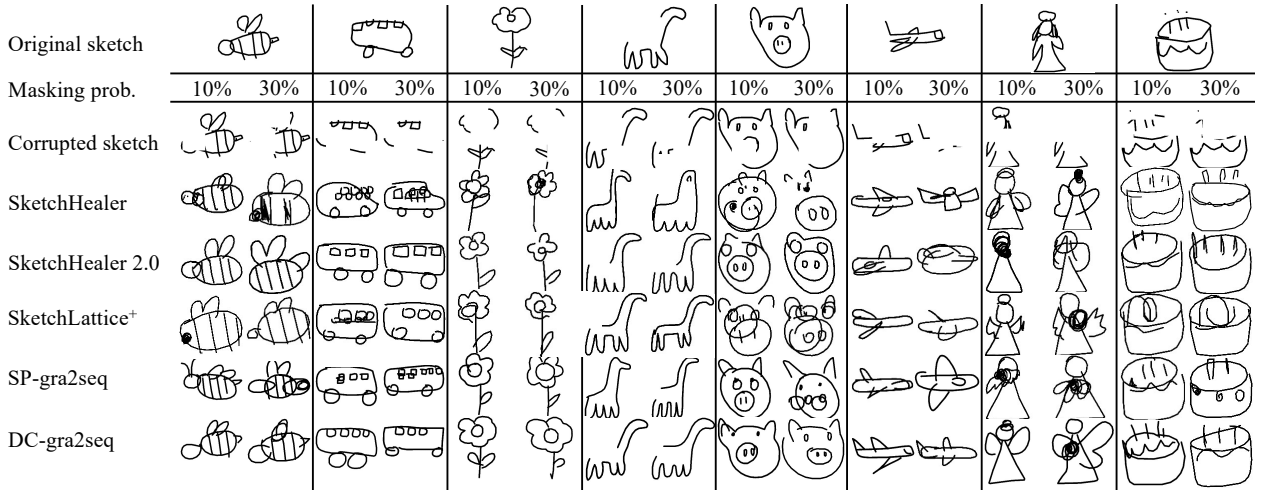 Original sketch
Masking prob. 10% 30% 10% 30% 10% 30% 10% 30% 10% 30% 10% 30% 10% 30% 10% 30%
Corrupted sketch
SketchHealer
SketchHealer 2.0
SketchLattice⁺
SP-gra2seq
DC-gra2seq